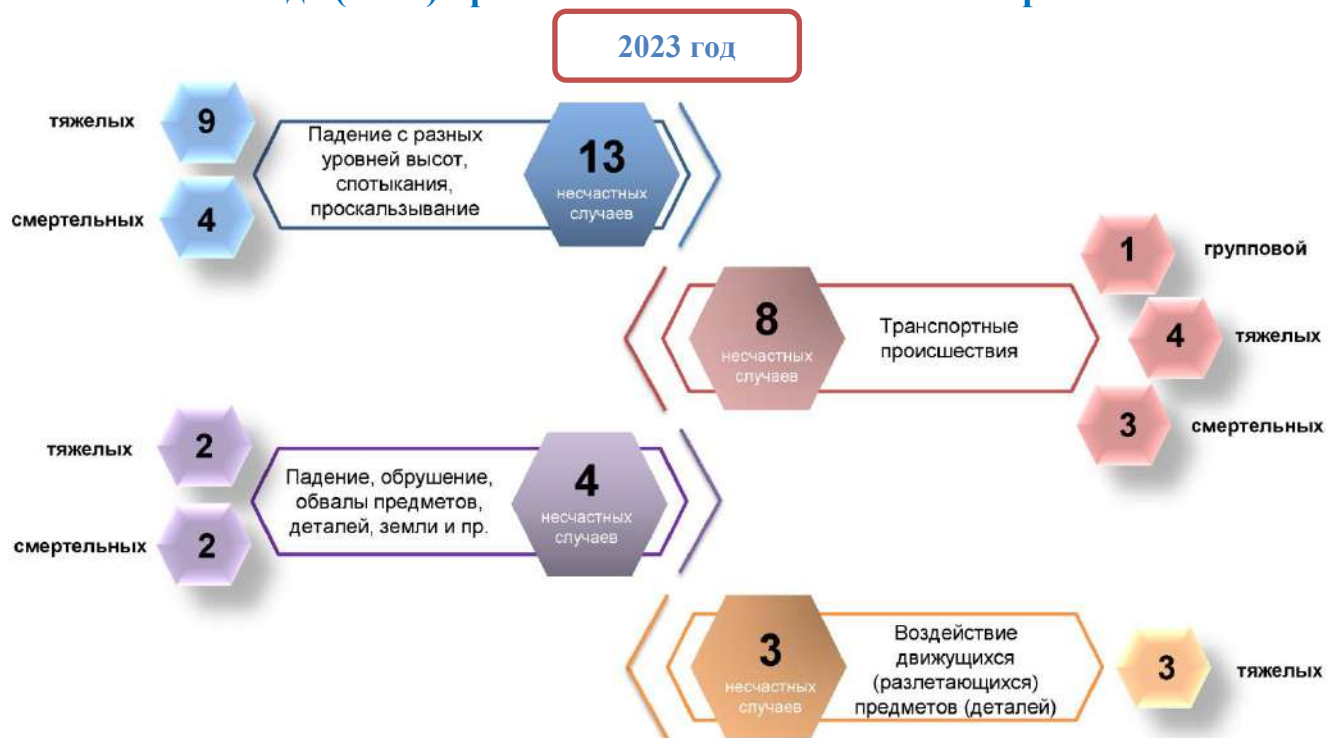 2023 год
тяжелых
9
смертельных
4
Падение с разных
уровней высот,
спотыкания,
проскальзывание
13
несчастных
случаев
8
несчастных
случаев
Транспортные
происшествия
1
групповой
4
тяжелых
3
смертельных
тяжелых
2
смертельных
2
Падение, обрушение,
обвалы предметов,
деталей, земли и пр.
4
несчастных
случаев
3
несчастных
случаев
Воздействие
движущихся
(разлетающихся)
предметов (деталей)
3
тяжелых